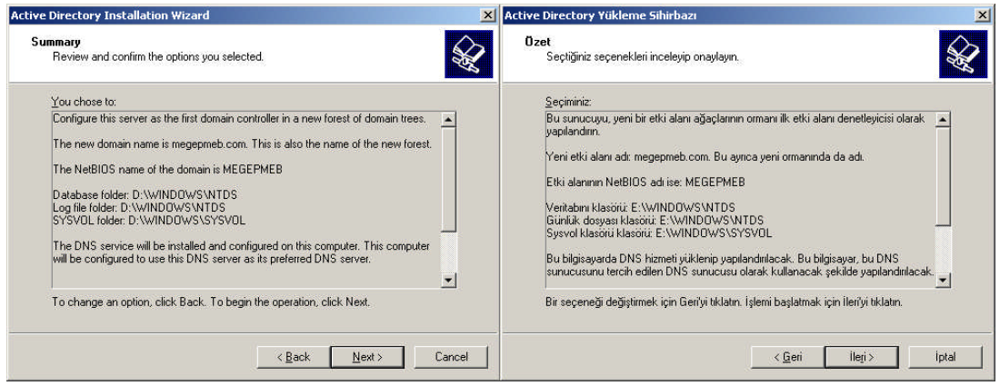 Active Directory Installation Wizard
Summary
Review and confirm the options you selected.
You chose to:
Configure this server as the first domain controller in a new forest of domain trees.
The new domain name is megepmeb.com. This is also the name of the new forest.
The NetBIOS name of the domain is MEGEPMEB
Database folder: D:\WINDOWS\NTDS
Log file folder: D:\WINDOWS\NTDS
SYSVOL folder: D:\WINDOWS\SYSVOL
The DNS service will be installed and configured on this computer. This computer
will be configured to use this DNS server as its preferred DNS server.
To change an option, click Back. To begin the operation, click Next.
< Back
Next >
Cancel
Active Directory Yükleme Sihirbazı
Özet
Seçtiğiniz seçenekleri inceleyip onaylayın.
Seçiminiz:
Bu sunucuyu, yeni bir etki alanı ağaçlarının ormanı ilk etki alanı denetleyicisi olarak
yapılandırın.
Yeni etki alanı adı: megepmeb.com. Bu ayrıca yeni ormanında da adı.
Etki alanının NetBIOS adı ise: MEGEPMEB
Veritabını klasörü: E:\WINDOWS\NTDS
Günlük dosyası klasörü: E:\WINDOWS\NTDS
Sysvol klasörü klasörü: E:\WINDOWS\SYSVOL
Bu bilgisayarda DNS hizmeti yüklenip yapılandırılacak. Bu bilgisayar, bu DNS
sunucusunu tercih edilen DNS sunucusu olarak kullanacak şekilde yapılandırılacak.
Bir seçeneği değiştirmek için Geri'yi tıklatın. İşlemi başlatmak için İleri'yi tıklatın.
< Geri
İleri >
İptal